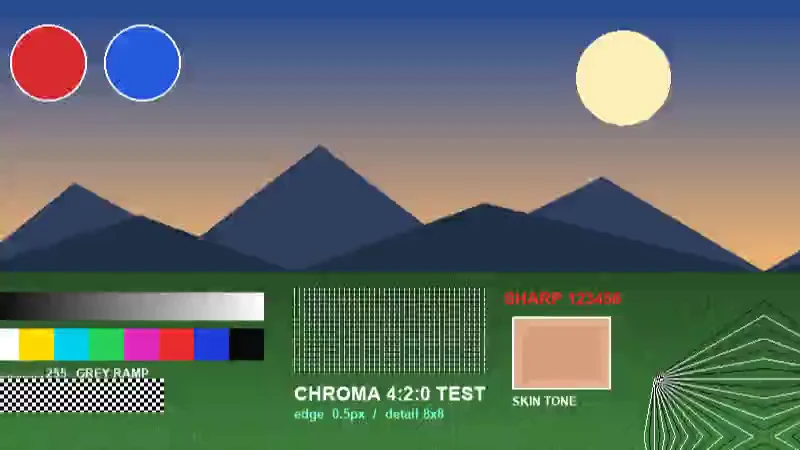 SHARP 123456
255 GREY RAMP
CHROMA 4:2:0 TEST
edge 0.5px / detail 8x8
SKIN TONE